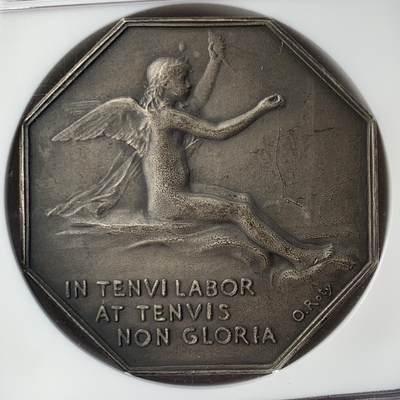 IN TENVI LABOR
AT TENVIS
NON GLORIA
O. Roty